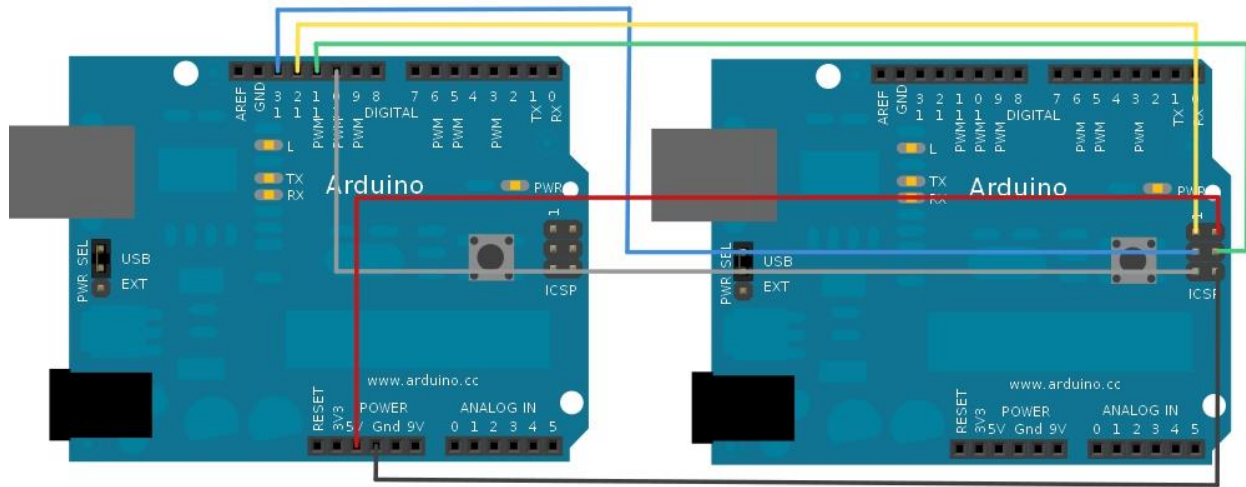 AREF GND 3 1 2 1 1 1 9 8 7 6 5 4 3 2 1 0
PWM PWM DIGITAL PWM PWM PWM TX RX
L
TX
RX
Arduino
PWR
1
PWR SEL
USB
EXT
ICSP
www.arduino.cc
RESET 3V3 5V Gnd 9V
POWER
ANALOG IN
0 1 2 3 4 5
AREF GND 3 1 2 1 1 1 0 1 9 8 7 6 5 4 3 2 1 0
PWM PWM PWM DIGITAL PWM PWM PWM TX RX
L
TX
RX
Arduino
PWR
1
PWR SEL
USB
EXT
ICSP
www.arduino.cc
RESET 3V3 5V Gnd 9V
POWER
ANALOG IN
0 1 2 3 4 5